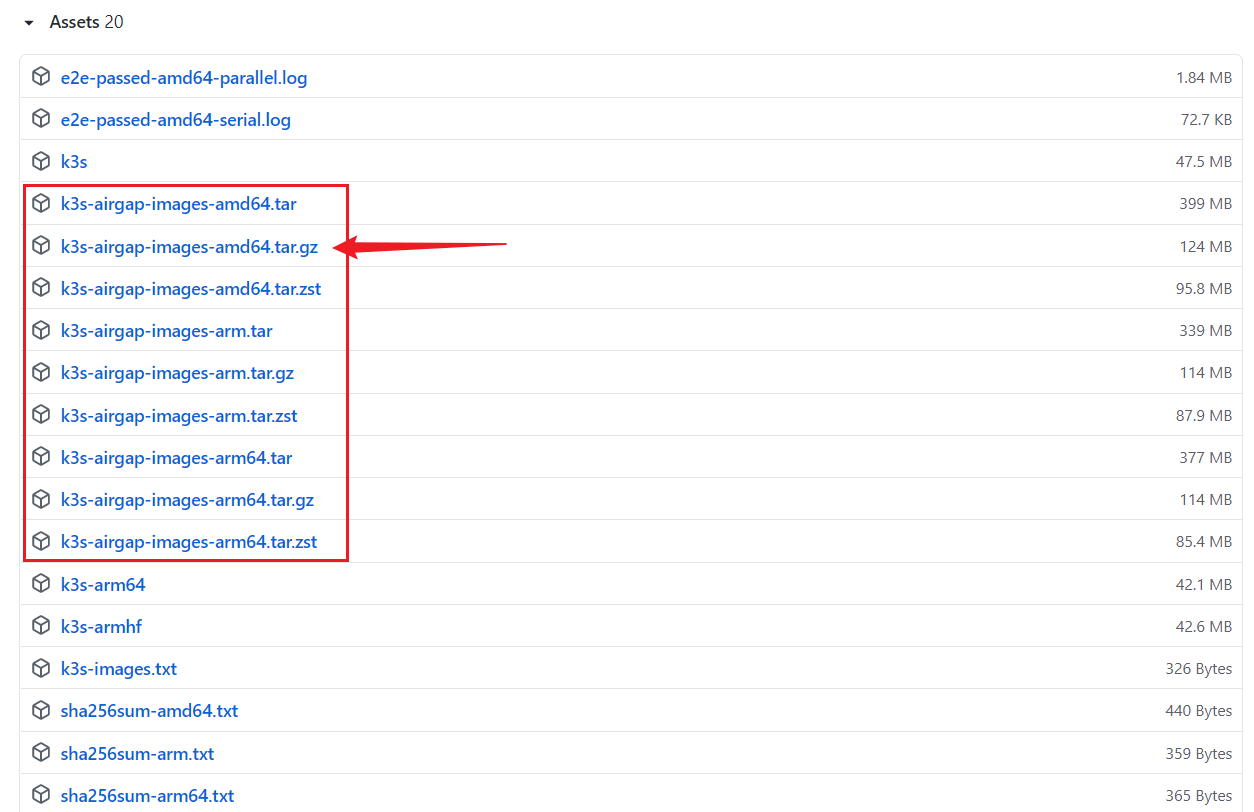 Assets 20
e2e-passed-amd64-parallel.log 1.84 MB
e2e-passed-amd64-serial.log 72.7 KB
k3s 47.5 MB
k3s-airgap-images-amd64.tar 399 MB
k3s-airgap-images-amd64.tar.gz 124 MB
k3s-airgap-images-amd64.tar.zst 95.8 MB
k3s-airgap-images-arm.tar 339 MB
k3s-airgap-images-arm.tar.gz 114 MB
k3s-airgap-images-arm.tar.zst 87.9 MB
k3s-airgap-images-arm64.tar 377 MB
k3s-airgap-images-arm64.tar.gz 114 MB
k3s-airgap-images-arm64.tar.zst 85.4 MB
k3s-arm64 42.1 MB
k3s-armhf 42.6 MB
k3s-images.txt 326 Bytes
sha256sum-amd64.txt 440 Bytes
sha256sum-arm.txt 359 Bytes
sha256sum-arm64.txt 365 Bytes